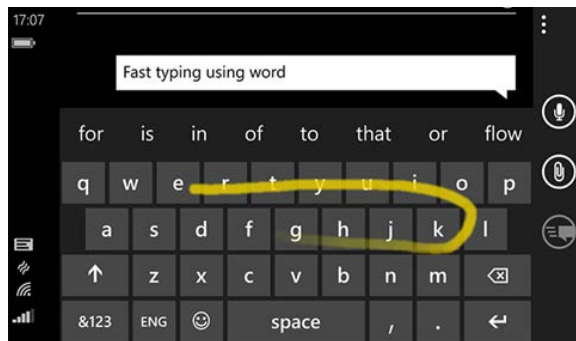 17:07
Fast typing using word
for is in of to that or flow
q w e r t y u i o p
a s d f g h j k l
z x c v b n m
&123 ENG space , .